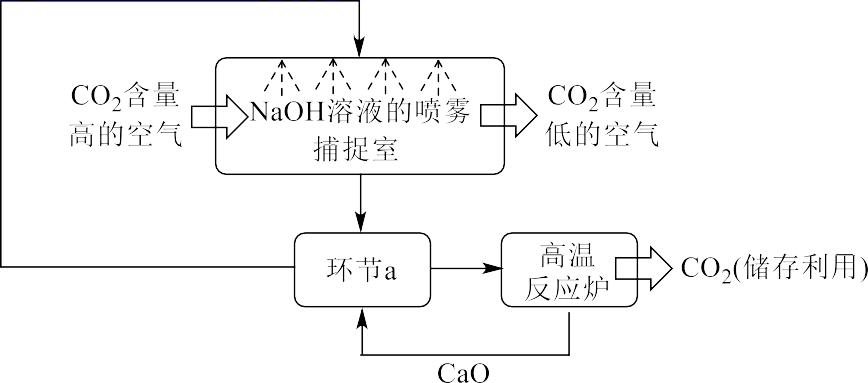 CO₂含量
高的空气
NaOH溶液的喷雾
捕捉室
CO₂含量
低的空气
环节a
高温
反应炉
CO₂(储存利用)
CaO